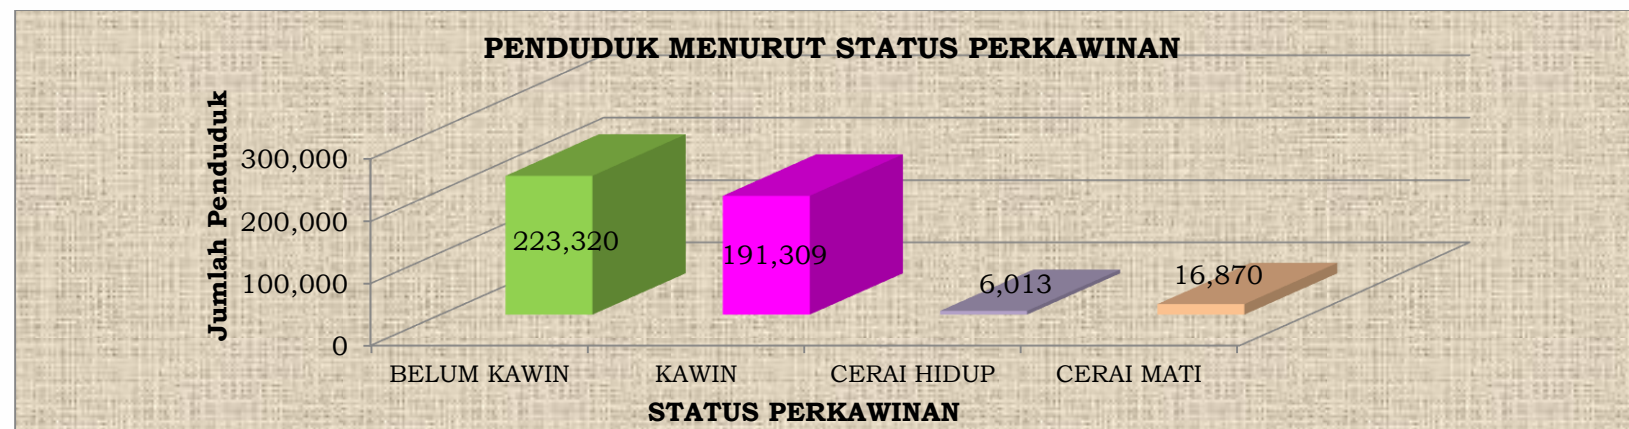 PENDUDUK MENURUT STATUS PERKAWINAN
Jumlah Penduduk
300,000
200,000
100,000
0
223,320
191,309
6,013
16,870
BELUM KAWIN
KAWIN
CERAI HIDUP
CERAI MATI
STATUS PERKAWINAN